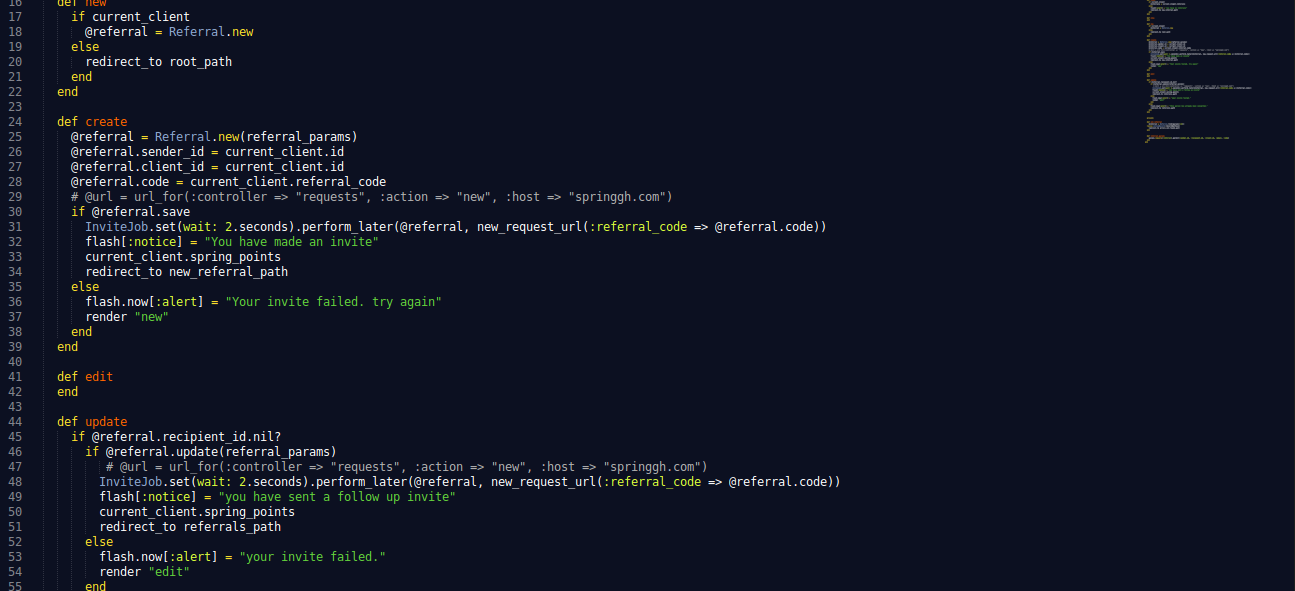 16 def new
17 if current_client
18 @referral = Referral.new
19 else
20 redirect_to root_path
21 end
22 end
23
24 def create
25 @referral = Referral.new(referral_params)
26 @referral.sender_id = current_client.id
27 @referral.client_id = current_client.id
28 @referral.code = current_client.referral_code
29 # @url = url_for(:controller => "requests", :action => "new", :host => "springgh.com")
30 if @referral.save
31 InviteJob.set(wait: 2.seconds).perform_later(@referral, new_request_url(:referral_code => @referral.code))
32 flash[:notice] = "You have made an invite"
33 current_client.spring_points
34 redirect_to new_referral_path
35 else
36 flash.now[:alert] = "Your invite failed. try again"
37 render "new"
38 end
39 end
40
41 def edit
42 end
43
44 def update
45 if @referral.recipient_id.nil?
46 if @referral.update(referral_params)
47 # @url = url_for(:controller => "requests", :action => "new", :host => "springgh.com")
48 InviteJob.set(wait: 2.seconds).perform_later(@referral, new_request_url(:referral_code => @referral.code))
49 flash[:notice] = "you have sent a follow up invite"
50 current_client.spring_points
51 redirect_to referrals_path
52 else
53 flash.now[:alert] = "your invite failed."
54 render "edit"
55 end